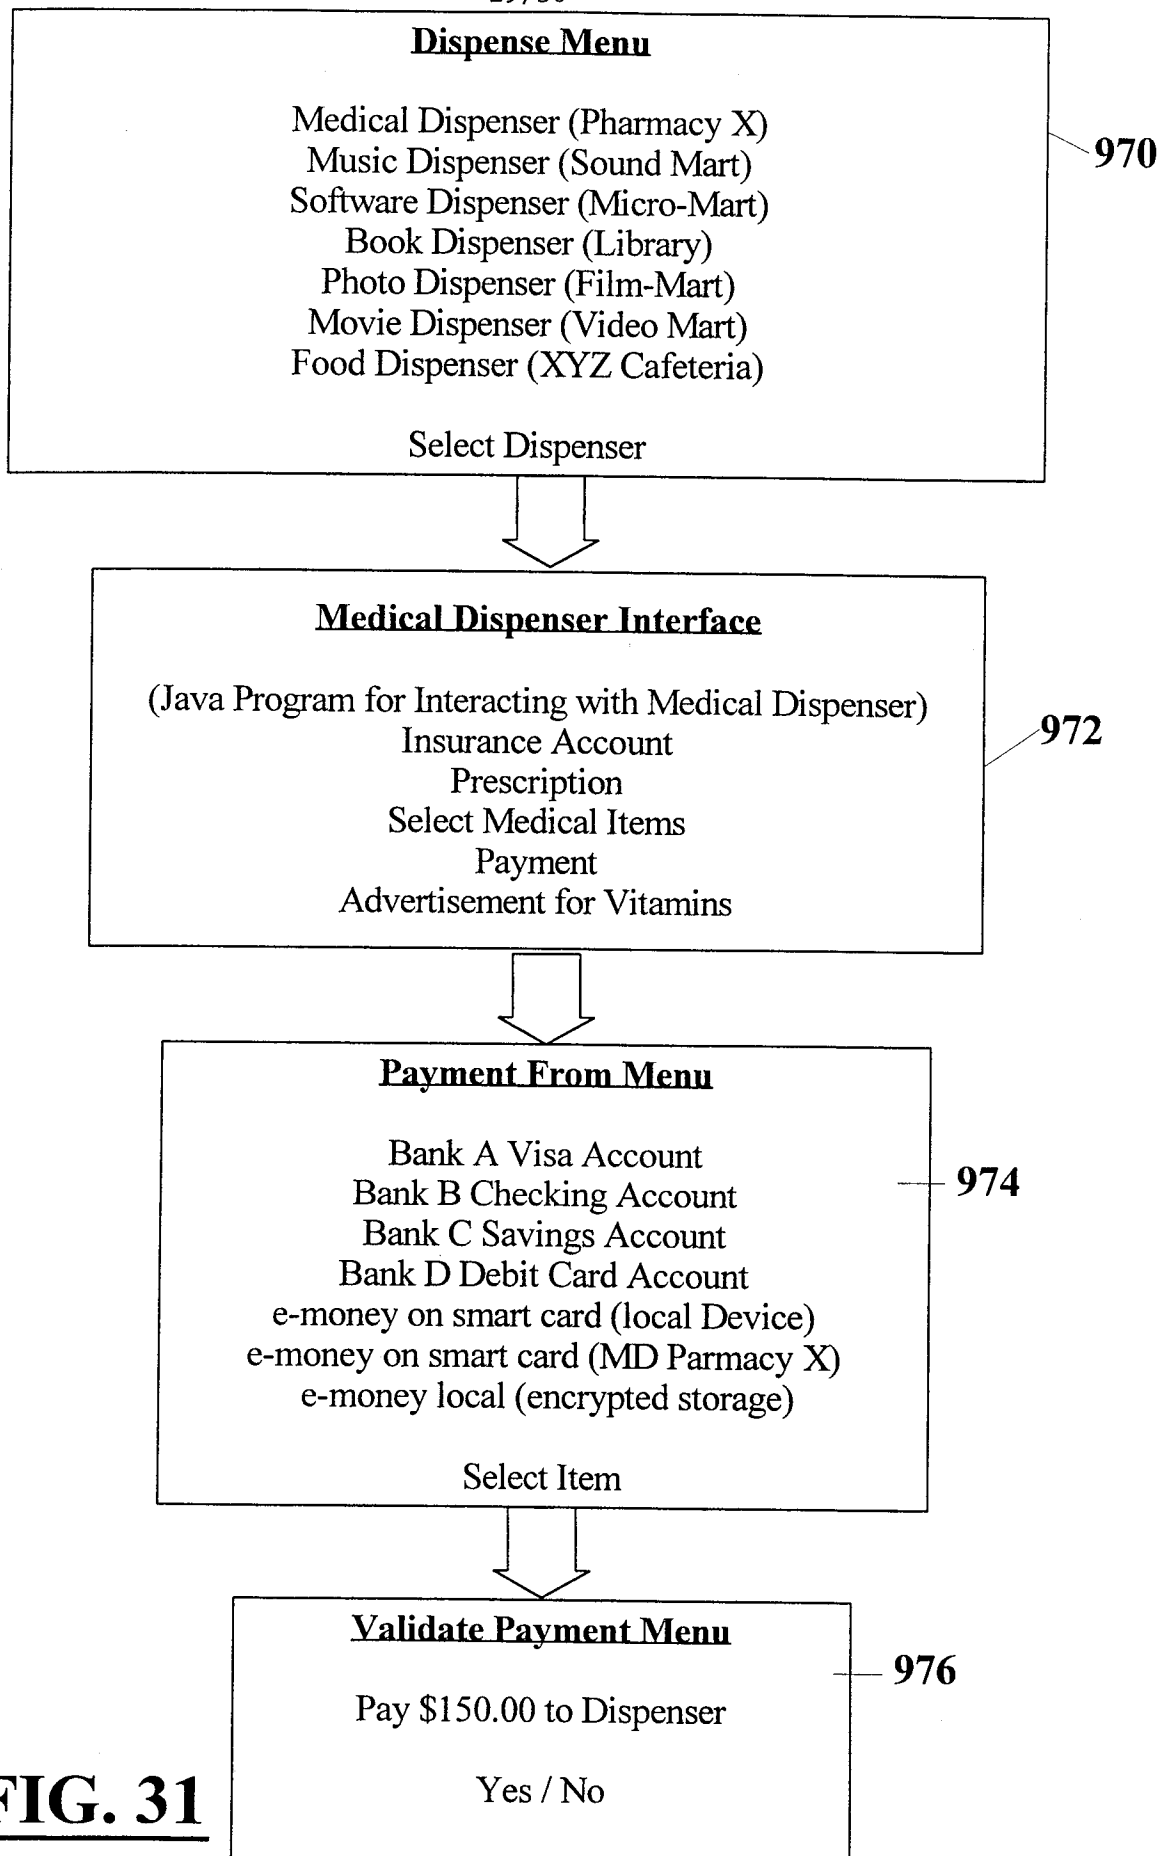 Dispense Menu
Medical Dispenser (Pharmacy X)
Music Dispenser (Sound Mart)
Software Dispenser (Micro-Mart)
Book Dispenser (Library)
Photo Dispenser (Film-Mart)
Movie Dispenser (Video Mart)
Food Dispenser (XYZ Cafeteria)
Select Dispenser
970
Medical Dispenser Interface
(Java Program for Interacting with Medical Dispenser)
Insurance Account
Prescription
Select Medical Items
Payment
Advertisement for Vitamins
972
Payment From Menu
Bank A Visa Account
Bank B Checking Account
Bank C Savings Account
Bank D Debit Card Account
e-money on smart card (local Device)
e-money on smart card (MD Parmacy X)
e-money local (encrypted storage)
Select Item
974
Validate Payment Menu
Pay $150.00 to Dispenser
Yes / No
976
FIG. 31